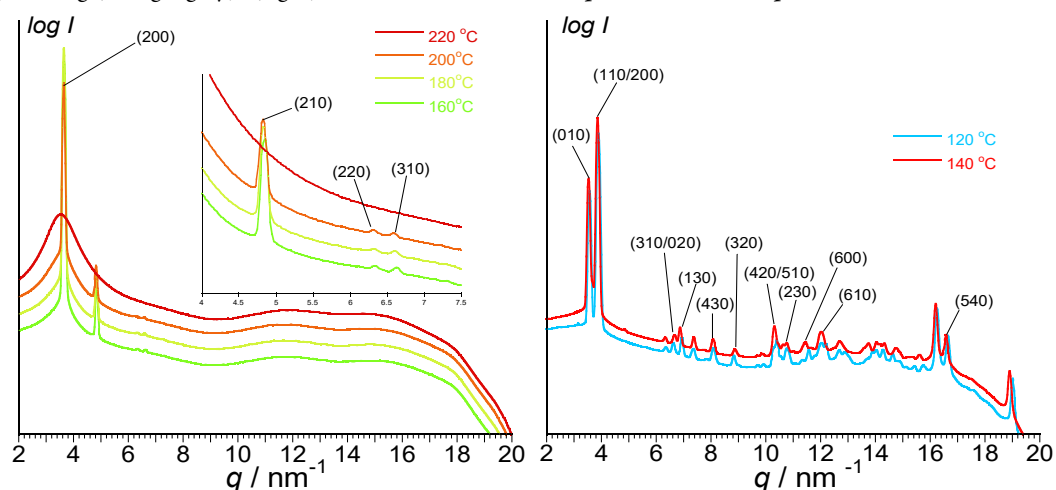 log I
(200)
220 °C
200°C
180°C
160°C
(210)
(220)
(310)
4 4.5 5 5.5 6 6.5 7 7.5
2 4 6 8 10 12 14 16 18 20
q / nm-1
log I
(110/200)
(010)
120 °C
140 °C
(310/020)
(130)
(430)
(320)
(420/510)
(230)
(600)
(610)
(540)
2 4 6 8 10 12 14 16 18 20
q / nm -1